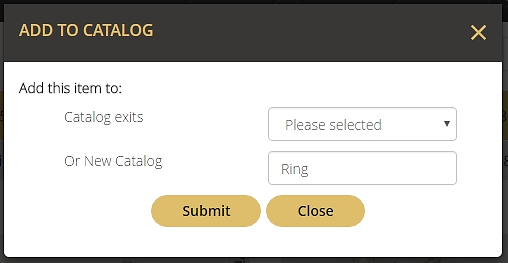 ADD TO CATALOG
Add this item to:
Catalog exits
Please selected
Or New Catalog
Ring
Submit
Close